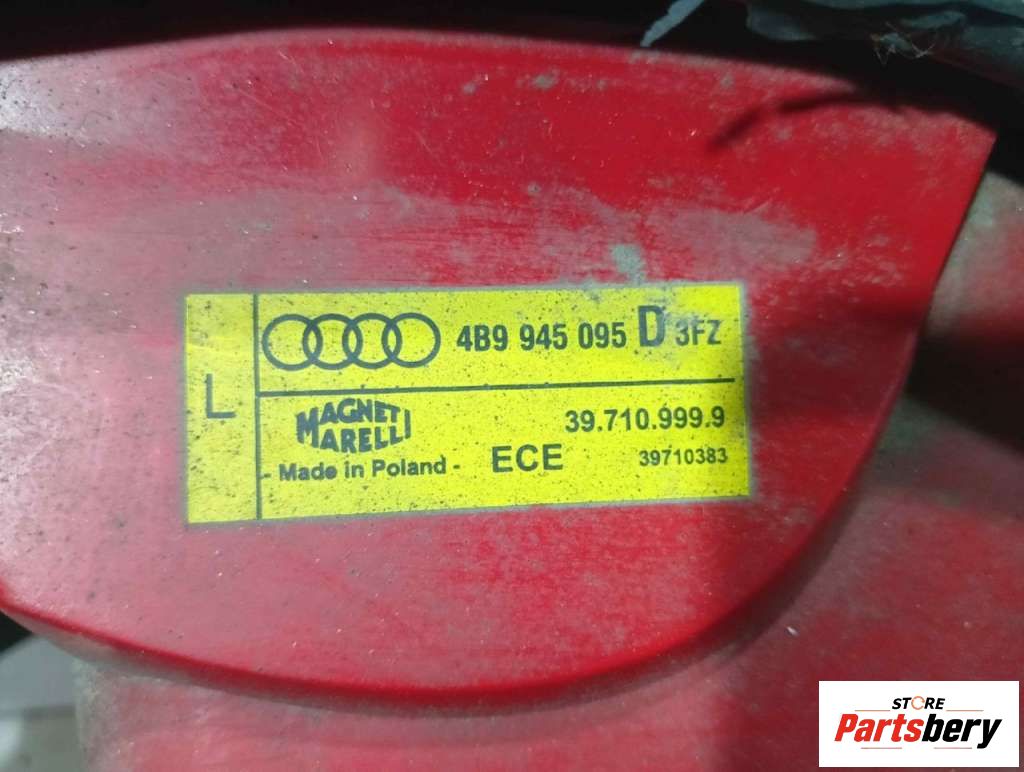 L
4B9 945 095 D 3FZ
MAGNETI
MARELLI
39.710.999.9
- Made in Poland -
ECE
39710383
STORE
Partsbery